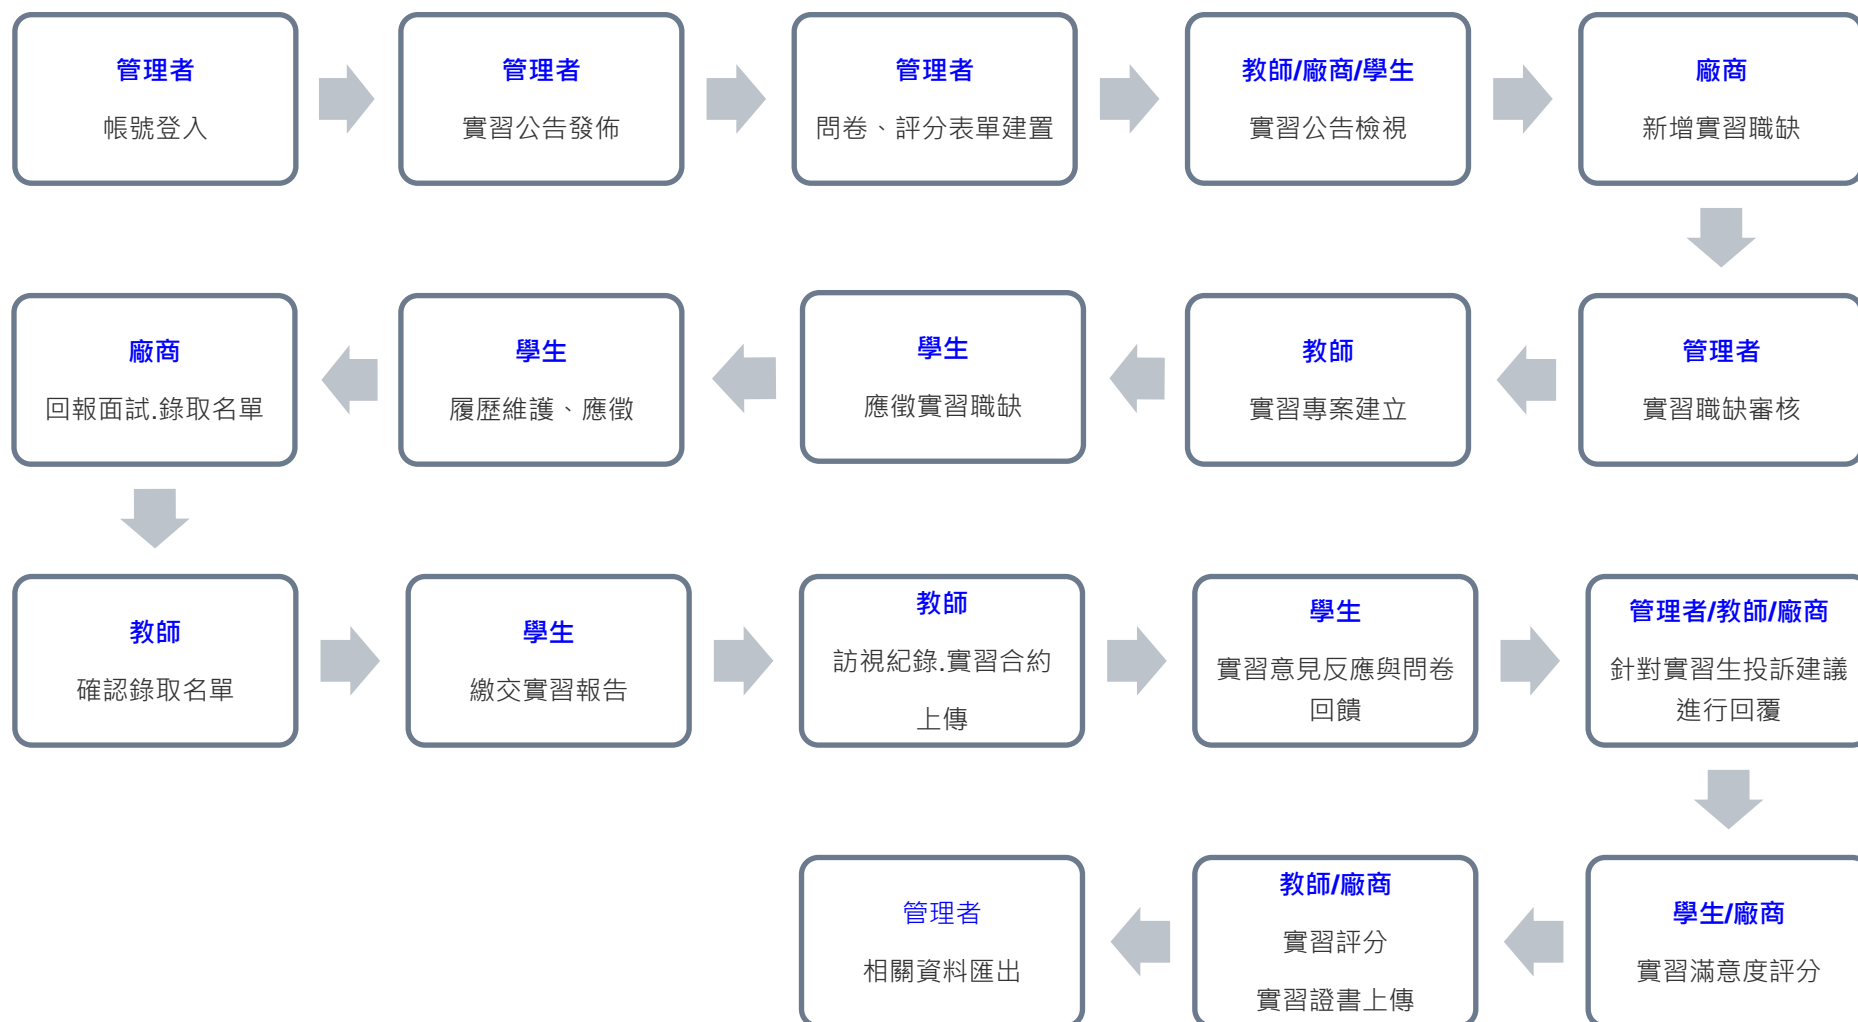 管理者
帳號登入
管理者
實習公告發佈
管理者
問卷、評分表單建置
教師/廠商/學生
實習公告檢視
廠商
新增實習職缺
管理者
實習職缺審核
教師
實習專案建立
學生
應徵實習職缺
學生
履歷維護、應徵
廠商
回報面試.錄取名單
教師
確認錄取名單
學生
繳交實習報告
教師
訪視紀錄.實習合約
上傳
學生
實習意見反應與問卷
回饋
管理者/教師/廠商
針對實習生投訴建議
進行回覆
學生/廠商
實習滿意度評分
教師/廠商
實習評分
實習證書上傳
管理者
相關資料匯出